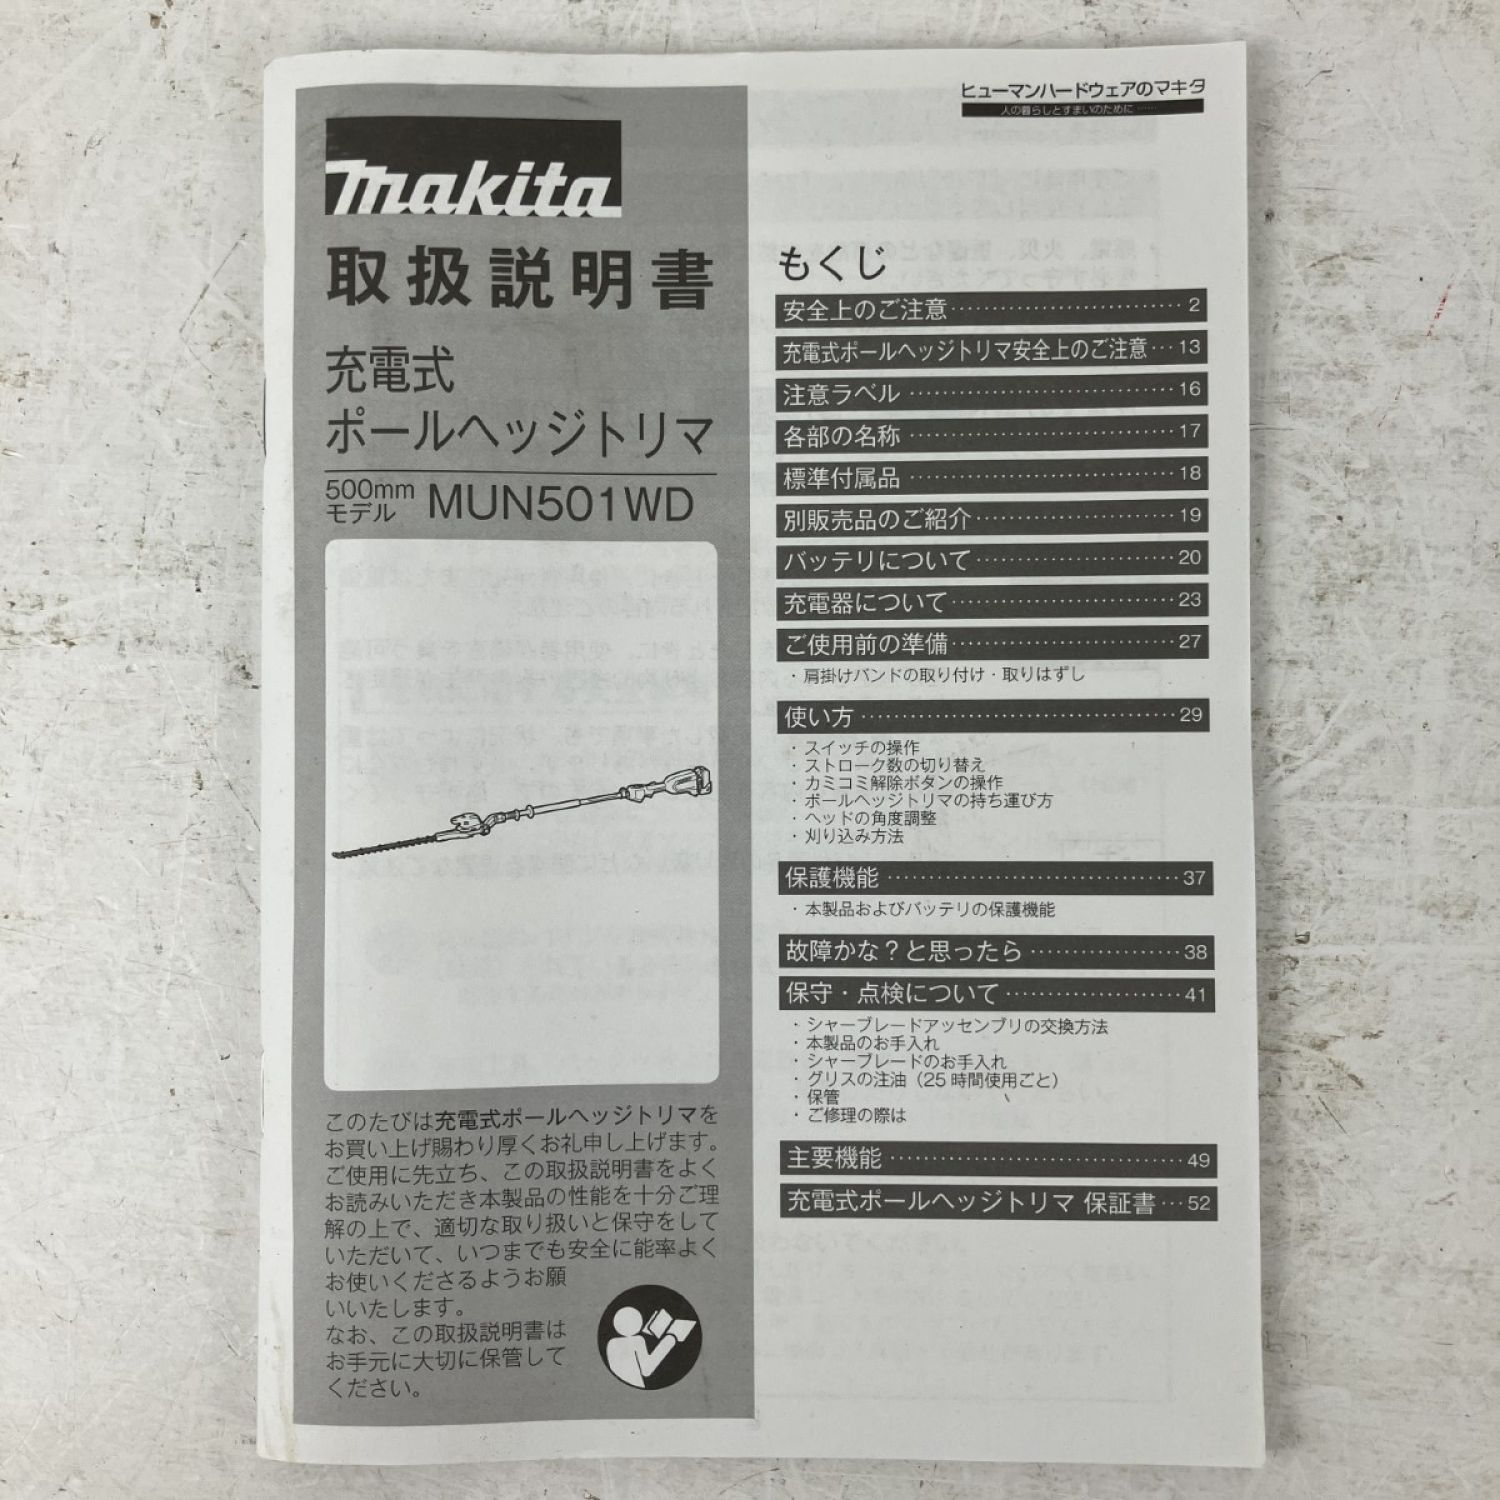 makita
取扱説明書
充電式
ポールヘッジトリマ
500mm
モデル MUN501WD
このたびは充電式ポールヘッジトリマを
お買い上げ賜わり厚くお礼申し上げます。
ご使用に先立ち、この取扱説明書をよく
お読みいただき本製品の性能を十分ご理
解の上で、適切な取り扱いと保守をして
いただいて、いつまでも安全に能率よく
お使いくださるようお願
いいたします。
なお、この取扱説明書は
お手元に大切に保管して
ください。
ヒューマンハードウェアのマキタ
人の暮らしとすまいのために……
もくじ
安全上のご注意…………………………2
充電式ポールヘッジトリマ安全上のご注意…13
注意ラベル…………………………16
各部の名称…………………………17
標準付属品…………………………18
別販売品のご紹介…………………………19
バッテリについて…………………………20
充電器について…………………………23
ご使用前の準備…………………………27
・肩掛けバンドの取り付け・取りはずし
使い方…………………………29
・スイッチの操作
・ストローク数の切り替え
・カミコミ解除ボタンの操作
・ポールヘッジトリマの持ち運び方
・ヘッドの角度調整
・刈り込み方法
保護機能…………………………37
・本製品およびバッテリの保護機能
故障かな？と思ったら…………………38
保守・点検について…………………41
・シャーブレードアッセンブリの交換方法
・本製品のお手入れ
・シャーブレードのお手入れ
・グリスの注油（25 時間使用ごと）
・保管
・ご修理の際は
主要機能…………………………49
充電式ポールヘッジトリマ 保証書…52